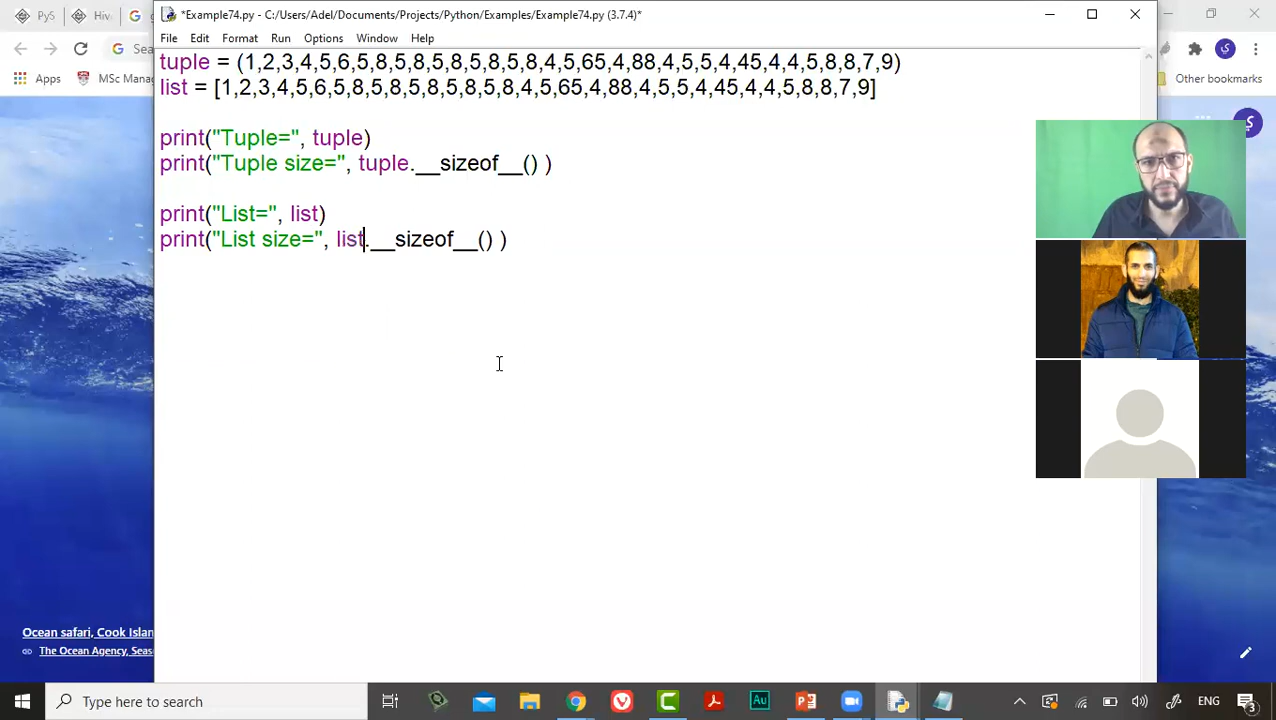 PyS
Hiv
*Example74.py - C:/Users/Adel/Documents/Projects/Python/Examples/Example74.py (3.7.4)*
File Edit Format Run Options Window Help
Apps
MSc Manag
Other bookmarks
tuple = (1,2,3,4,5,6,5,8,5,8,5,8,5,8,5,8,4,5,65,4,88,4,5,5,4,45,4,4,5,8,8,7,9)
list = [1,2,3,4,5,6,5,8,5,8,5,8,5,8,5,8,4,5,65,4,88,4,5,5,4,45,4,4,5,8,8,7,9]
print("Tuple=", tuple)
print("Tuple size=", tuple.__sizeof__() )
print("List=", list)
print("List size=", list.__sizeof__() )
Ocean safari, Cook Islan
The Ocean Agency, Seas
Type here to search
Au
ENG
3